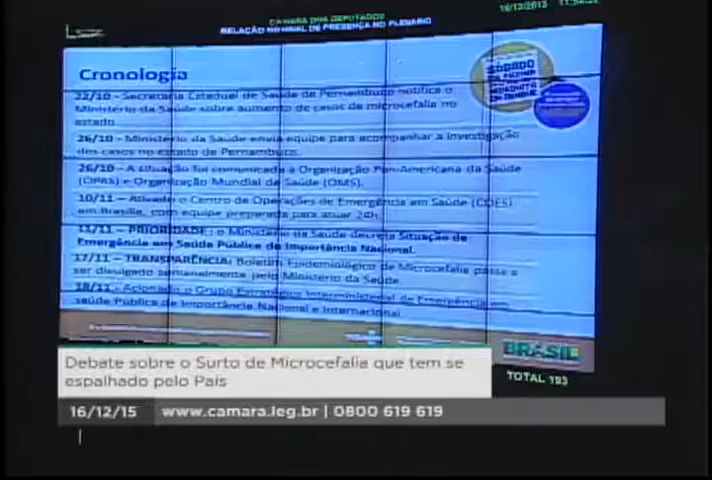 CÂMARA DOS DEPUTADOS
RELAÇÃO NOMINAL DE PRESENÇA NO PLENÁRIO
Cronologia
22/10 – Secretaria Estadual de Saúde de Pernambuco notifica o
Ministério da Saúde sobre aumento de casos de microcefalia no
estado.
26/10 – Ministério da Saúde envia equipe para acompanhar a investigação
dos casos no estado de Pernambuco.
26/10 – A situação foi comunicada a Organização Pan-Americana da Saúde
(OPAS) e Organização Mundial de Saúde (OMS).
10/11 – Ativado o Centro de Operações de Emergência em Saúde (COES)
em Brasília, com equipe preparada para atuar 24h.
11/11 – PRIORIDADE: o Ministério da Saúde decreta Situação de
Emergência em Saúde Pública de Importância Nacional.
17/11 – TRANSPARÊNCIA: Boletim Epidemiológico de Microcefalia passa a
ser divulgado semanalmente pelo Ministério da Saúde.
18/11 - Acionado o Grupo Estratégico Interministerial de Emergência em
saúde Pública de Importância Nacional e Internacional
SÁBADO
BRASIL
TOTAL 193
Debate sobre o Surto de Microcefalia que tem se
espalhado pelo País
16/12/15 www.camara.leg.br | 0800 619 619